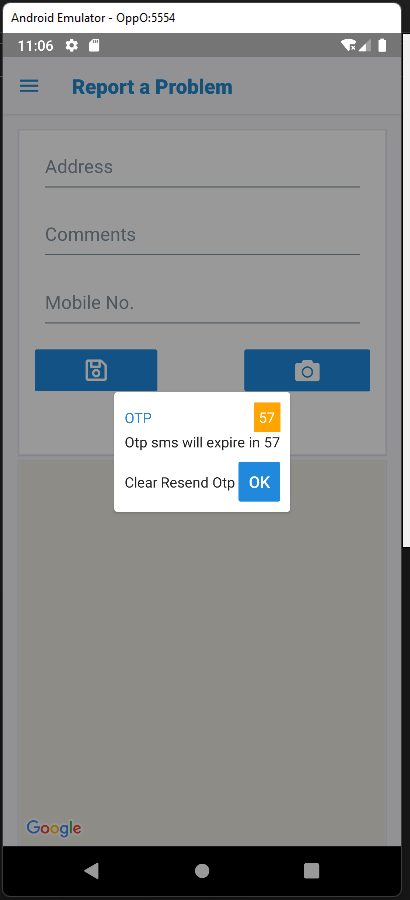 Android Emulator - OppO:5554
11:06
Report a Problem
Address
Comments
Mobile No.
OTP 57
Otp sms will expire in 57
Clear Resend Otp OK
Google